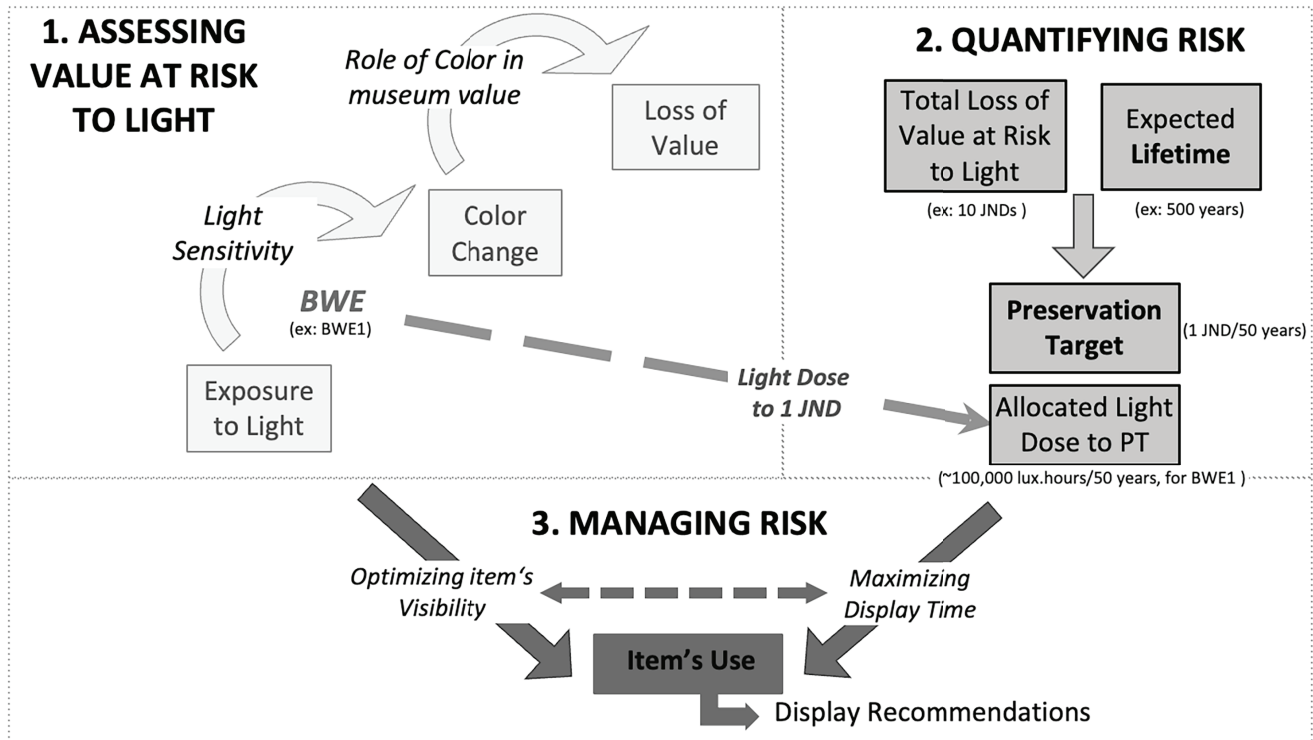 1. ASSESSING
VALUE AT RISK
TO LIGHT
Role of Color in
museum value
Loss of
Value
Light
Sensitivity
Color
Change
BWE
(ex: BWE1)
Exposure
to Light
Light Dose
to 1 JND
2. QUANTIFYING RISK
Total Loss of
Value at Risk
to Light
(ex: 10 JNDs )
Expected
Lifetime
(ex: 500 years)
Preservation
Target
(1 JND/50 years)
Allocated Light
Dose to PT
(~100,000 lux.hours/50 years, for BWE1 )
3. MANAGING RISK
Optimizing item‘s
Visibility
Maximizing
Display Time
Item’s Use
Display Recommendations